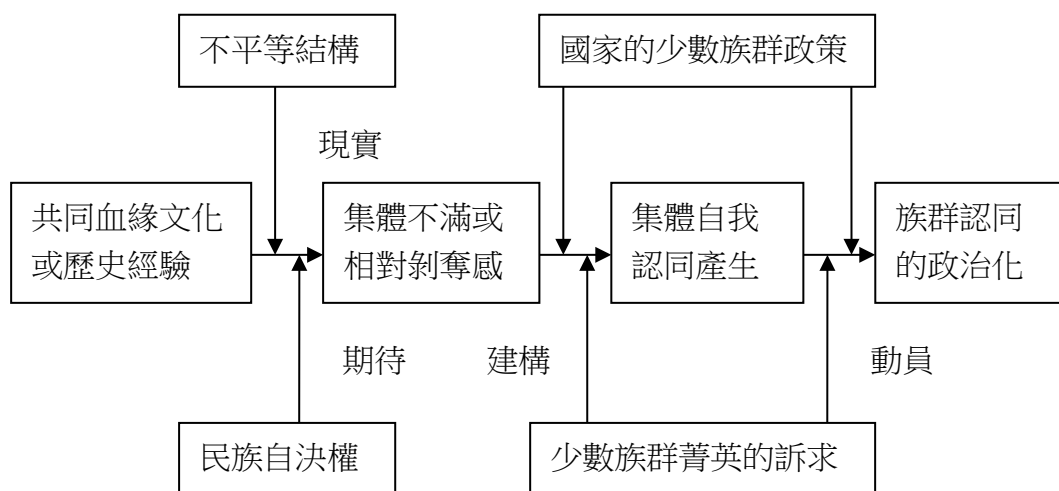 不平等結構
國家的少數族群政策
現實
共同血緣文化
或歷史經驗
集體不滿或
相對剝奪感
集體自我
認同產生
族群認同
的政治化
期待
建構
動員
民族自決權
少數族群菁英的訴求